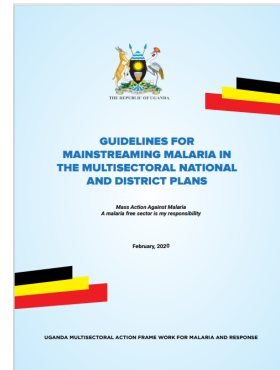 THE REPUBLIC OF UGANDA
GUIDELINES FOR
MAINSTREAMING MALARIA IN
THE MULTISECTORAL NATIONAL
AND DISTRICT PLANS
Mass Action Against Malaria
A malaria free sector is my responsibility
February, 2020
UGANDA MULTISECTORAL ACTION FRAME WORK FOR MALARIA AND RESPONSE